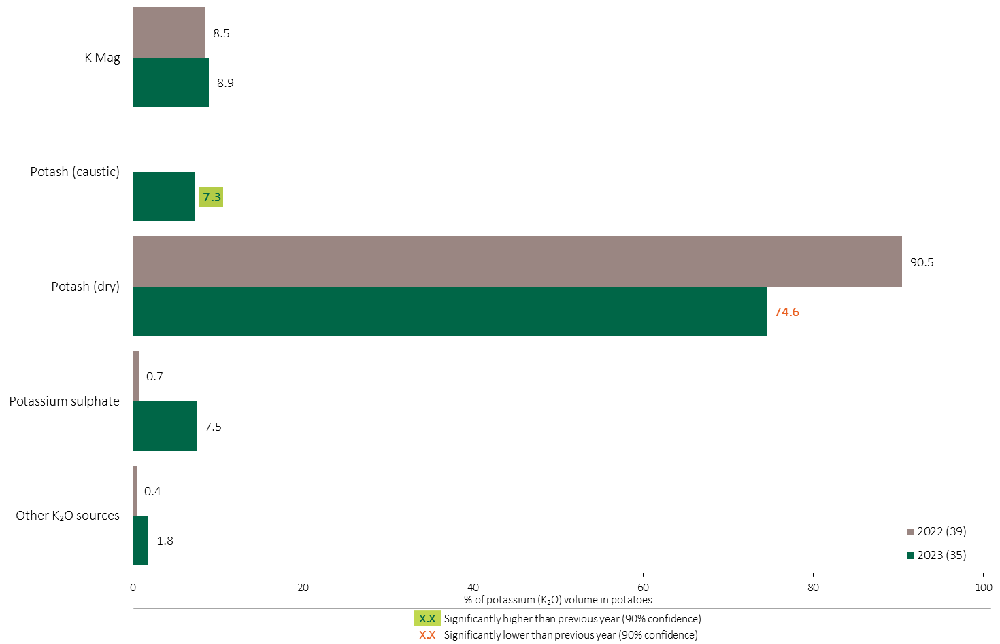 K Mag
8.5
8.9
Potash (caustic)
7.3
Potash (dry)
90.5
74.6
Potassium sulphate
0.7
7.5
Other K₂O sources
0.4
1.8
2022 (39)
2023 (35)
0 20 40 60 80 100
% of potassium (K₂O) volume in potatoes
X.X Significantly higher than previous year (90% confidence)
X.X Significantly lower than previous year (90% confidence)